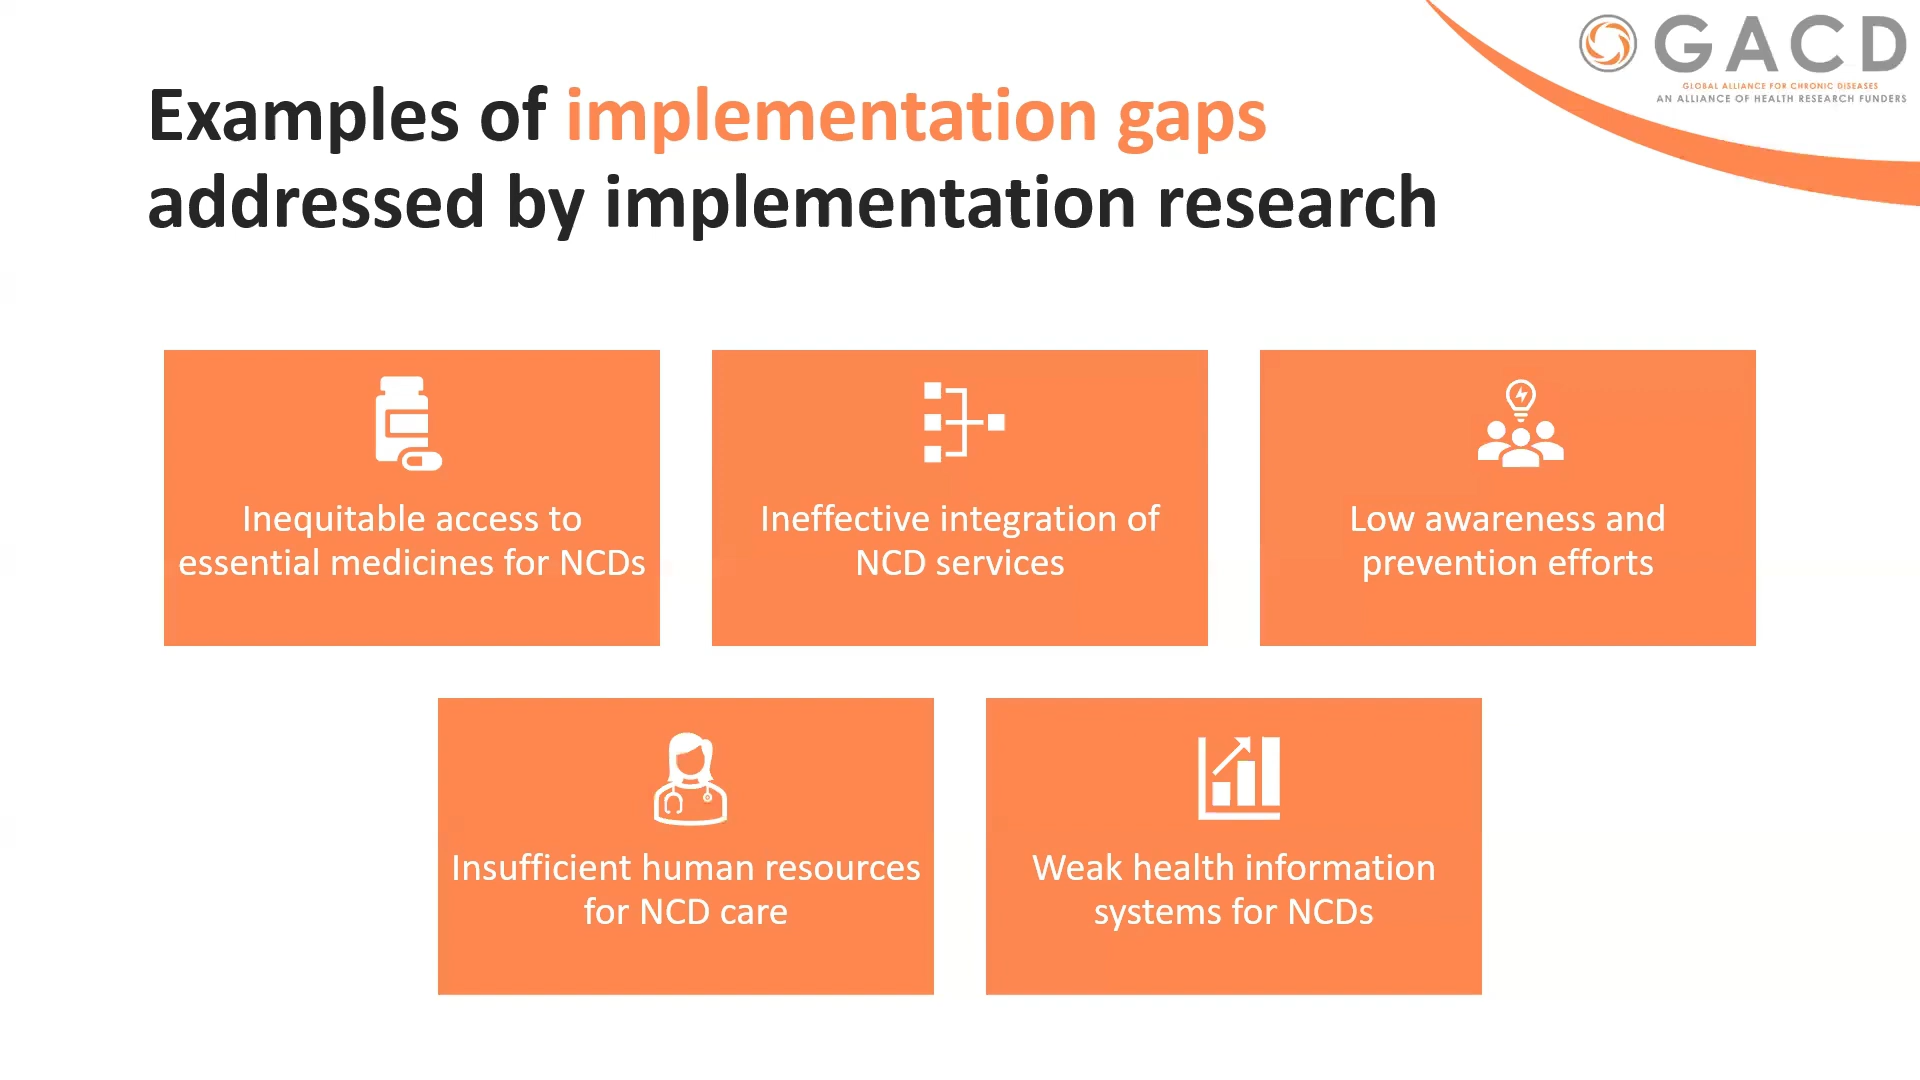 GACD
GLOBAL ALLIANCE FOR CHRONIC DISEASES
AN ALLIANCE OF HEALTH RESEARCH FUNDERS
Examples of implementation gaps
addressed by implementation research
Inequitable access to
essential medicines for NCDs
Ineffective integration of
NCD services
Low awareness and
prevention efforts
Insufficient human resources
for NCD care
Weak health information
systems for NCDs